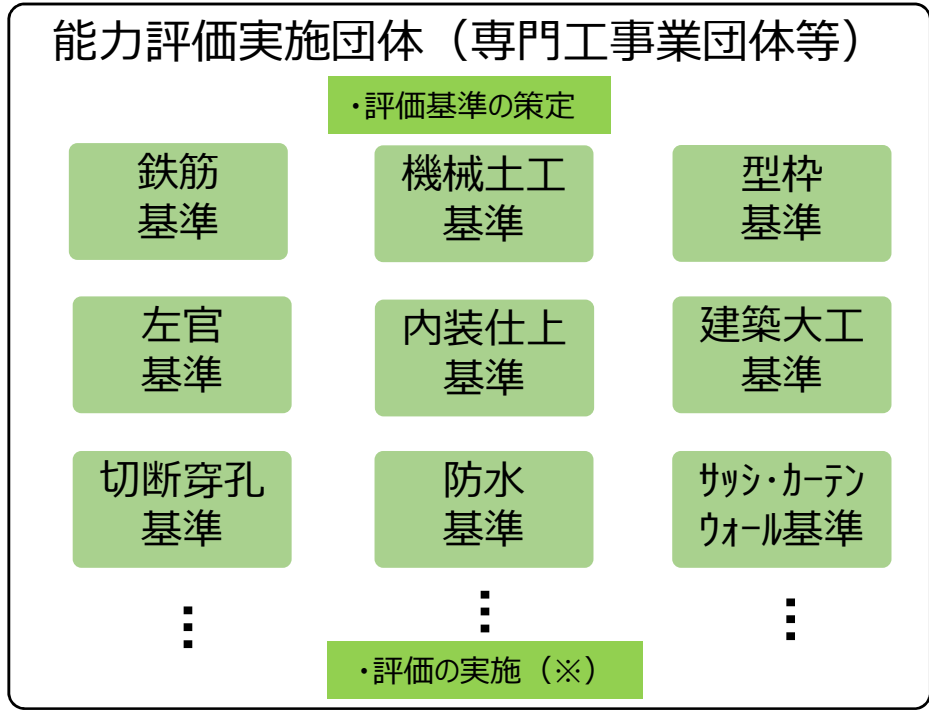 能力評価実施団体（専門工事業団体等）
・評価基準の策定
鉄筋
基準
機械土工
基準
型枠
基準
左官
基準
内装仕上
基準
建築大工
基準
切断穿孔
基準
防水
基準
ｻｯｼ・ｶｰﾃﾝ
ｳｫｰﾙ基準
⋮
⋮
⋮
・評価の実施（※）